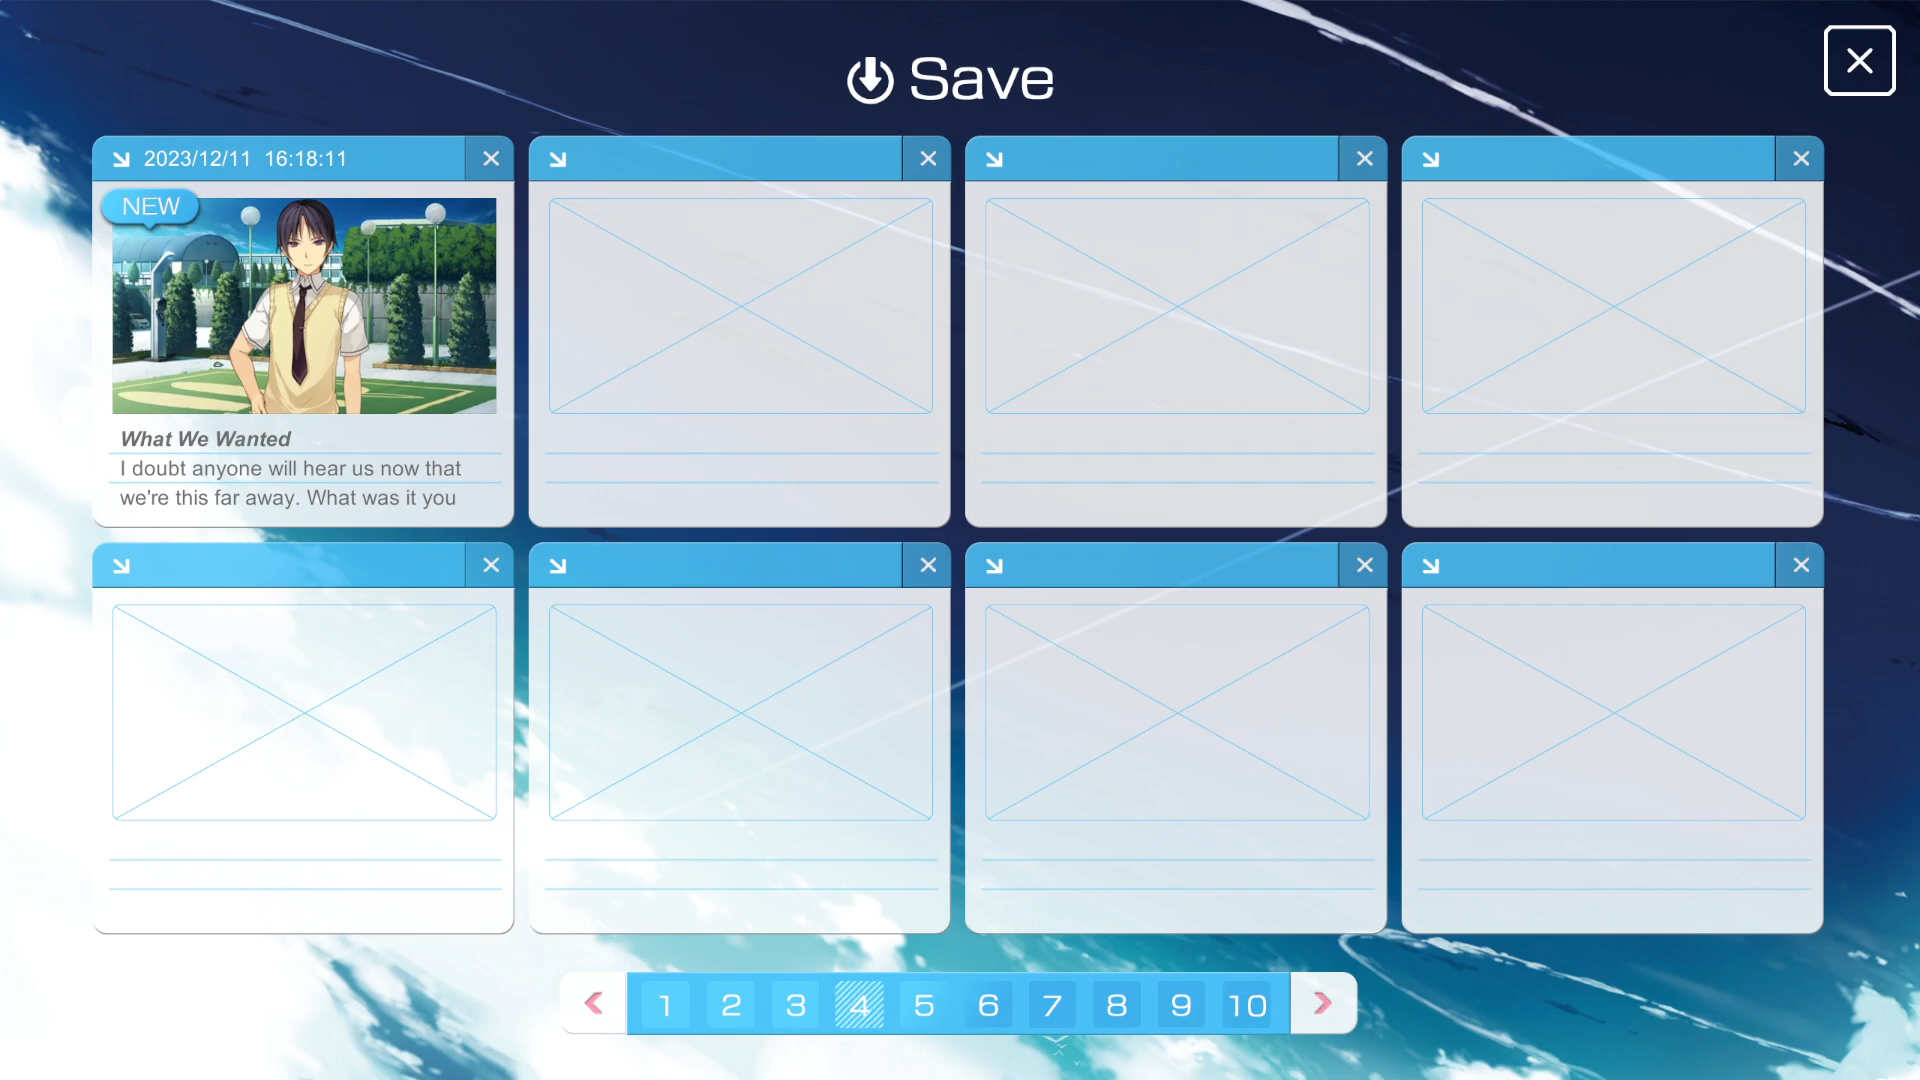 Save
2023/12/11 16:18:11
NEW
What We Wanted
I doubt anyone will hear us now that
we're this far away. What was it you
1 2 3 4 5 6 7 8 9 10